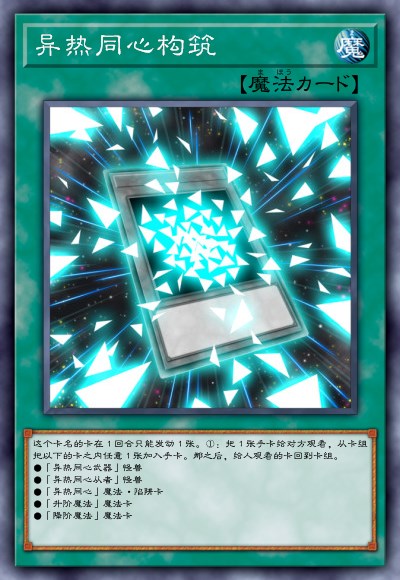 异热同心构筑
魔
【魔法カード】
ま ほう
这个卡名的卡在1回合只能发动1张。①：把1张手卡给对方观看，从卡组
把以下的卡之内任意1张加入手卡。那之后，给人观看的卡回到卡组。
●「异热同心武器」怪兽
●「异热同心从者」怪兽
●「异热同心」魔法·陷阱卡
●「升阶魔法」魔法卡
●「降阶魔法」魔法卡